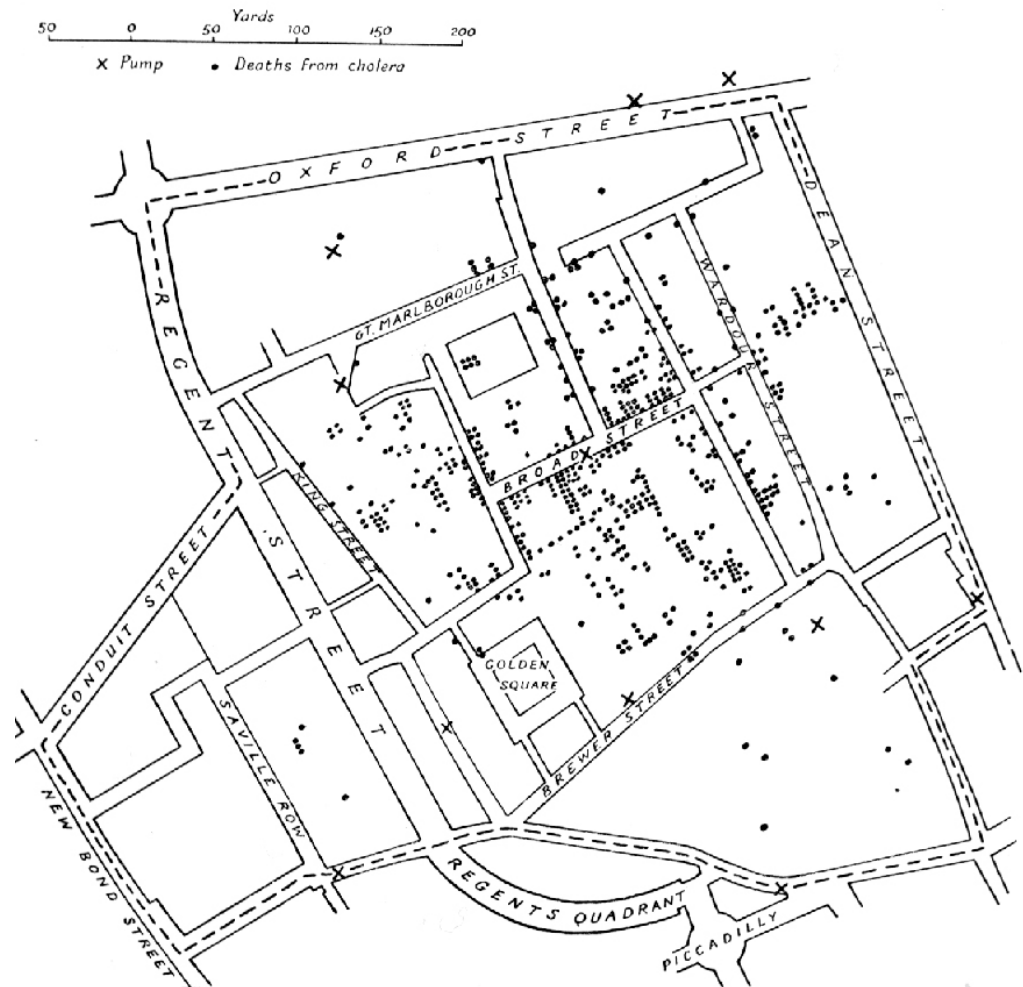 Yards
50 0 50 100 150 200
X Pump • Deaths from cholera
OXFORD STREET
DEAN STREET
REGENT STREET
GT. MARLBOROUGH ST.
WARDOUR STREET
BROAD STREET
KING STREET
CONDUIT STREET
GOLDEN
SQUARE
SAVILLE ROW
BREWER STREET
NEW BOND STREET
REGENTS QUADRANT
PICCADILLY